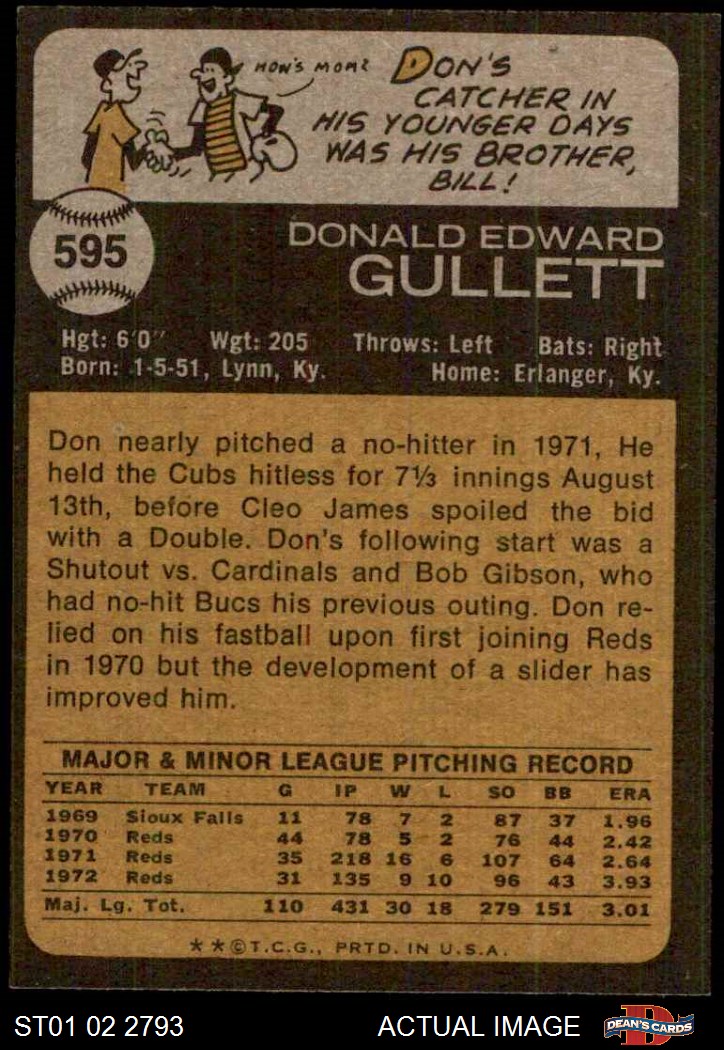 HOW'S MOM?
DON'S
CATCHER IN
HIS YOUNGER DAYS
WAS HIS BROTHER,
BILL!
595
DONALD EDWARD
GULLETT
Hgt: 6'0" Wgt: 205 Throws: Left Bats: Right
Born: 1-5-51, Lynn, Ky. Home: Erlanger, Ky.
Don nearly pitched a no-hitter in 1971, He
held the Cubs hitless for 7⅓ innings August
13th, before Cleo James spoiled the bid
with a Double. Don's following start was a
Shutout vs. Cardinals and Bob Gibson, who
had no-hit Bucs his previous outing. Don re-
lied on his fastball upon first joining Reds
in 1970 but the development of a slider has
improved him.
MAJOR & MINOR LEAGUE PITCHING RECORD
YEAR TEAM G IP W L SO BB ERA
1969 Sioux Falls 11 78 7 2 87 37 1.96
1970 Reds 44 78 5 2 76 44 2.42
1971 Reds 35 218 16 6 107 64 2.64
1972 Reds 31 135 9 10 96 43 3.93
Maj. Lg. Tot. 110 431 30 18 279 151 3.01
**©T.C.G., PRTD. IN U.S.A.
ST01 02 2793 ACTUAL IMAGE D DEAN'S CARDS